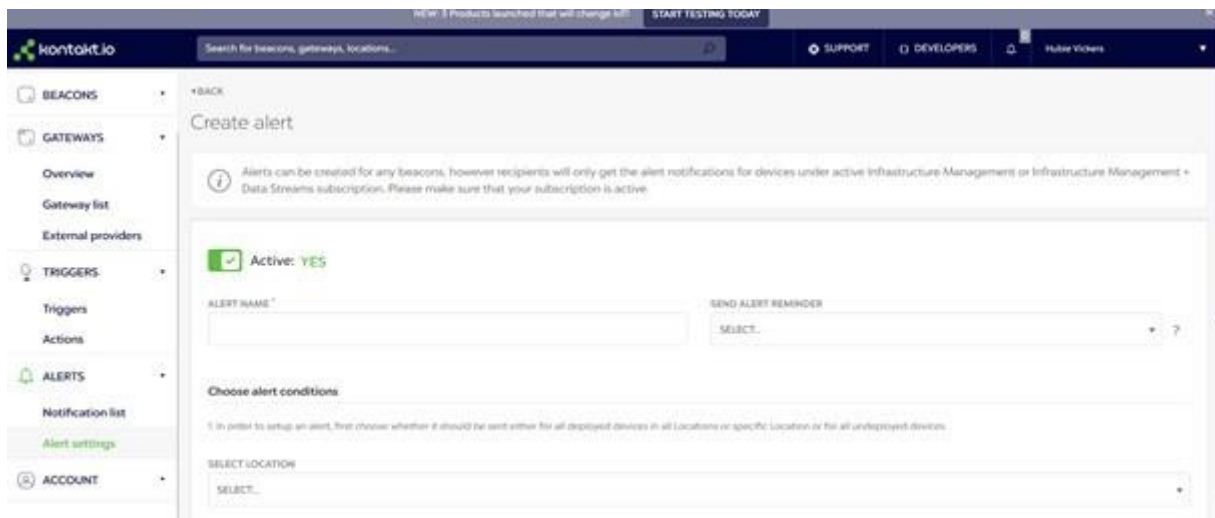 NEW! 3 Products launched that will change
START TESTING TODAY
kontakt.io
Search for beacons, gateways, locations...
SUPPORT
DEVELOPERS
Hubie Vickers
BEACONS
GATEWAYS
Overview
Gateway list
External providers
TRIGGERS
Triggers
Actions
ALERTS
Notification list
Alert settings
ACCOUNT
BACK
Create alert
Alerts can be created for any beacons, however recipients will only get the alert notifications for devices under active Infrastructure Management or Infrastructure Management +
Data Streams subscription. Please make sure that your subscription is active
Active: YES
ALERT NAME *
SEND ALERT REMINDER
SELECT...
?
Choose alert conditions
1. In order to setup an alert, first choose whether it should be sent either for all deployed devices in all Locations or specific Location or for all undeployed devices.
SELECT LOCATION
SELECT...